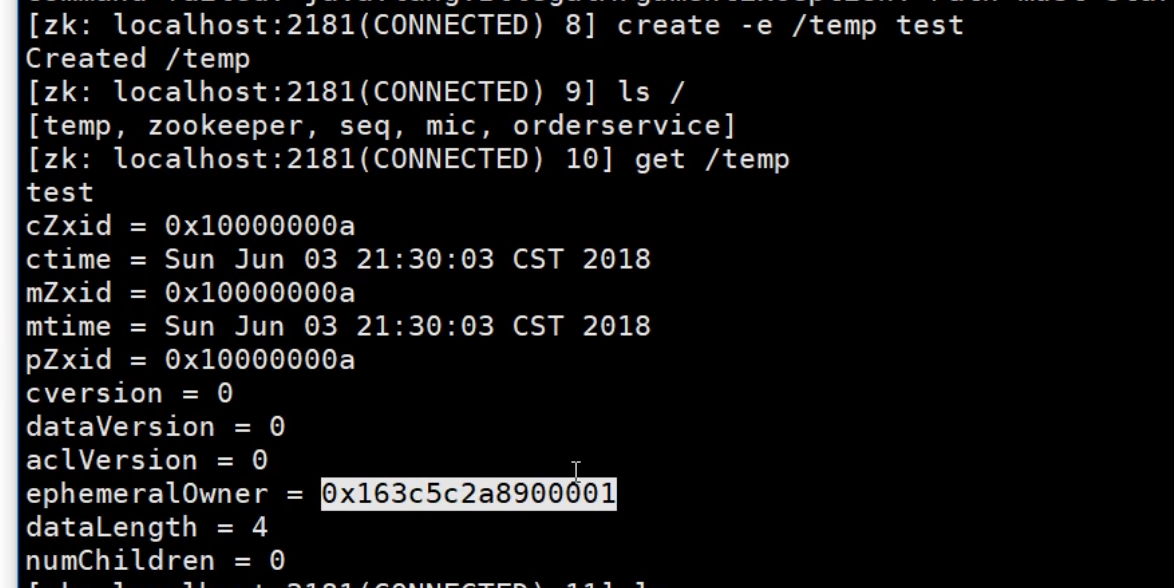 [zk: localhost:2181(CONNECTED) 8] create -e /temp test
Created /temp
[zk: localhost:2181(CONNECTED) 9] ls /
[temp, zookeeper, seq, mic, orderservice]
[zk: localhost:2181(CONNECTED) 10] get /temp
test
cZxid = 0x10000000a
ctime = Sun Jun 03 21:30:03 CST 2018
mZxid = 0x10000000a
mtime = Sun Jun 03 21:30:03 CST 2018
pZxid = 0x10000000a
cversion = 0
dataVersion = 0
aclVersion = 0
ephemeralOwner = 0x163c5c2a8900001
dataLength = 4
numChildren = 0